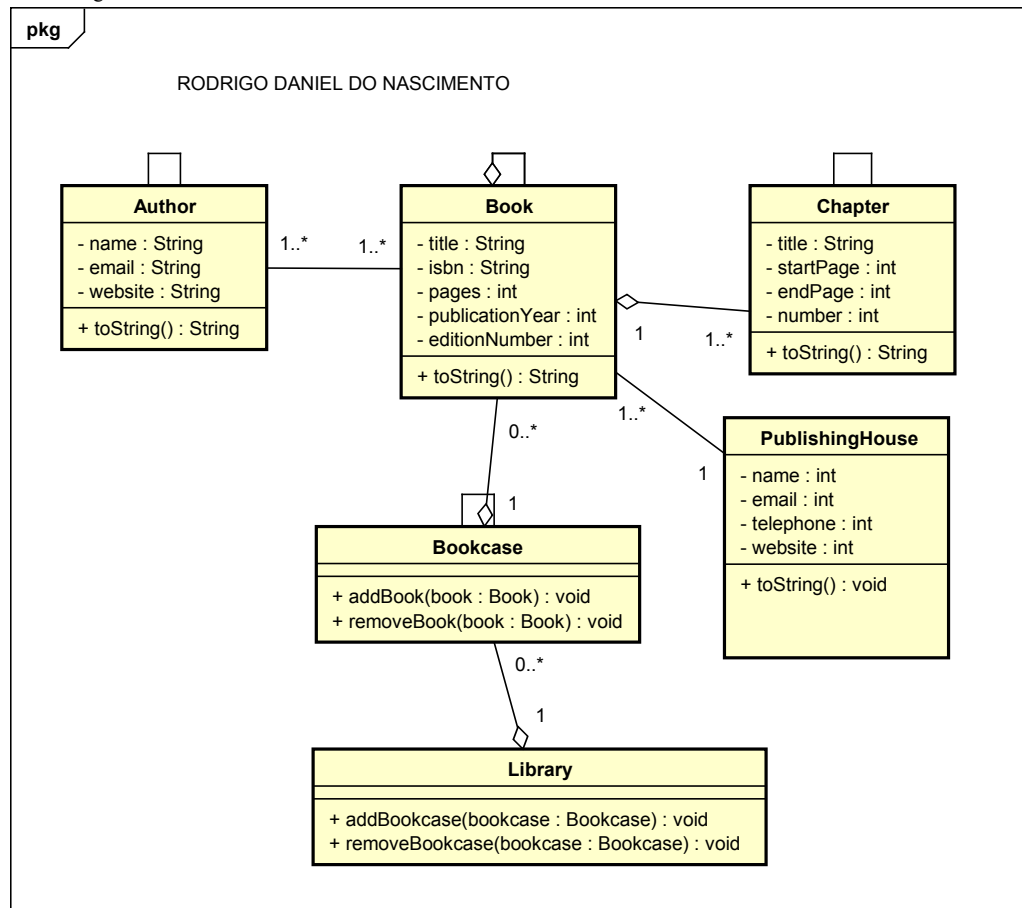 pkg
RODRIGO DANIEL DO NASCIMENTO
Author
- name : String
- email : String
- website : String
+ toString() : String
1..*
1..*
Book
- title : String
- isbn : String
- pages : int
- publicationYear : int
- editionNumber : int
+ toString() : String
Chapter
- title : String
- startPage : int
- endPage : int
- number : int
+ toString() : String
1
1..*
1..*
1
0..*
1
PublishingHouse
- name : int
- email : int
- telephone : int
- website : int
+ toString() : void
Bookcase
+ addBook(book : Book) : void
+ removeBook(book : Book) : void
0..*
1
Library
+ addBookcase(bookcase : Bookcase) : void
+ removeBookcase(bookcase : Bookcase) : void